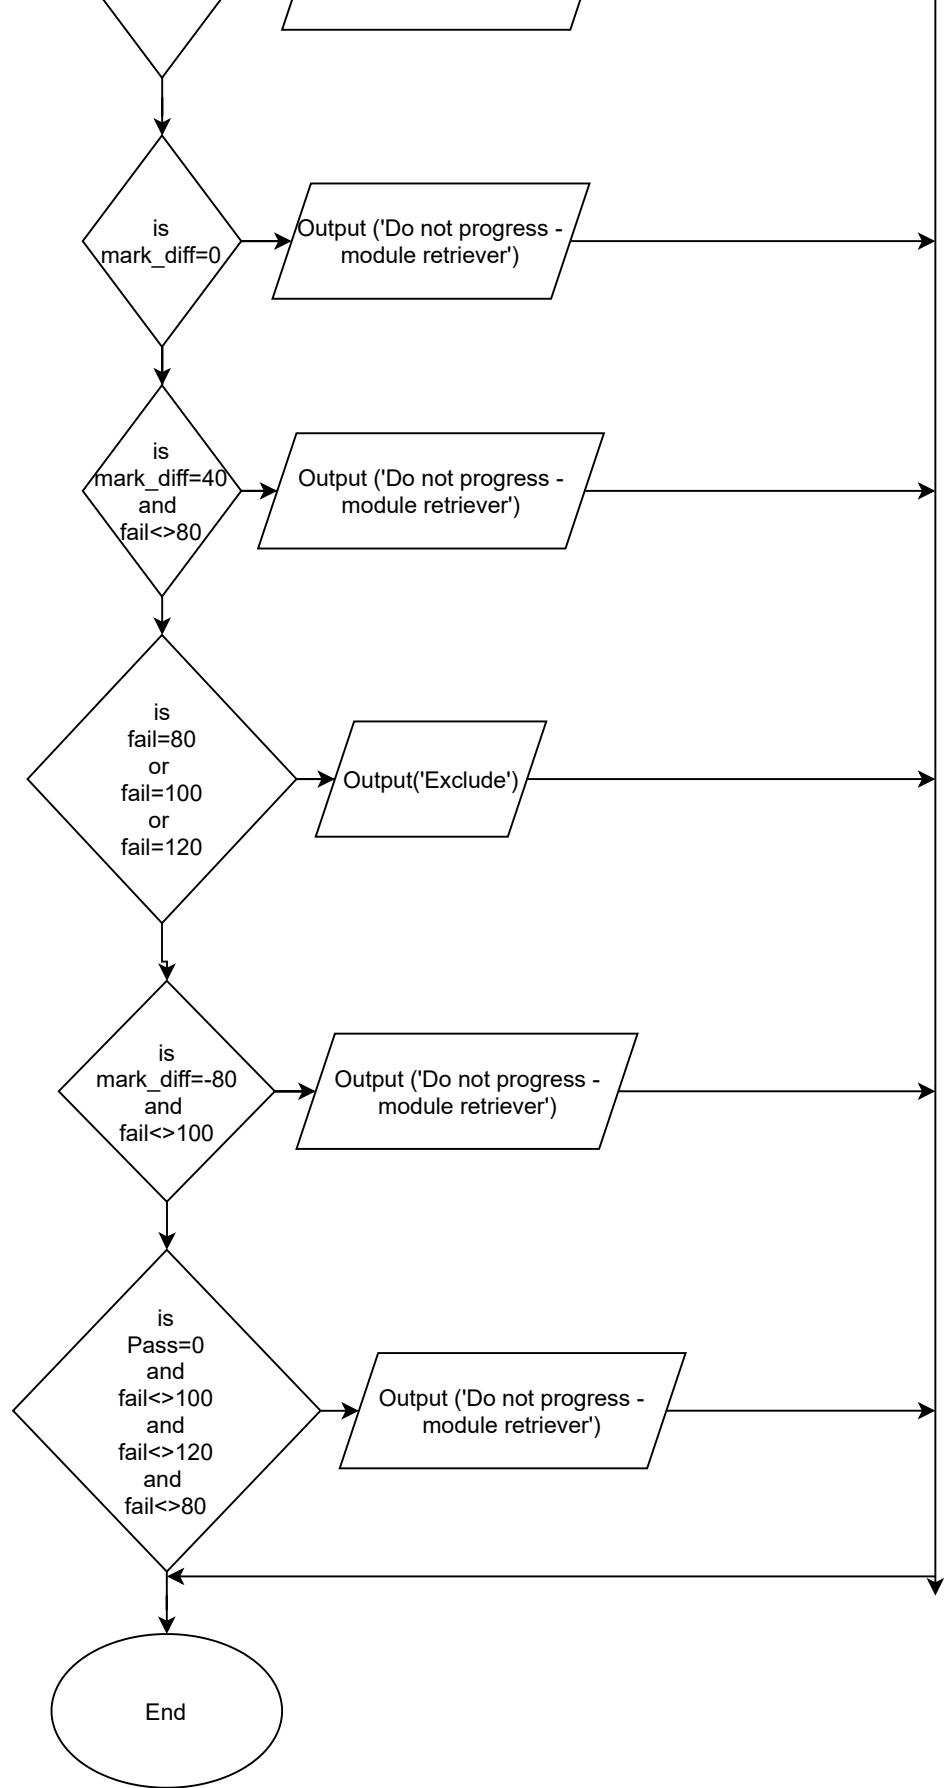 is
mark_diff=0
Output ('Do not progress -
module retriever')
is
mark_diff=40
and
fail<>80
Output ('Do not progress -
module retriever')
is
fail=80
or
fail=100
or
fail=120
Output('Exclude')
is
mark_diff=-80
and
fail<>100
Output ('Do not progress -
module retriever')
is
Pass=0
and
fail<>100
and
fail<>120
and
fail<>80
Output ('Do not progress -
module retriever')
End